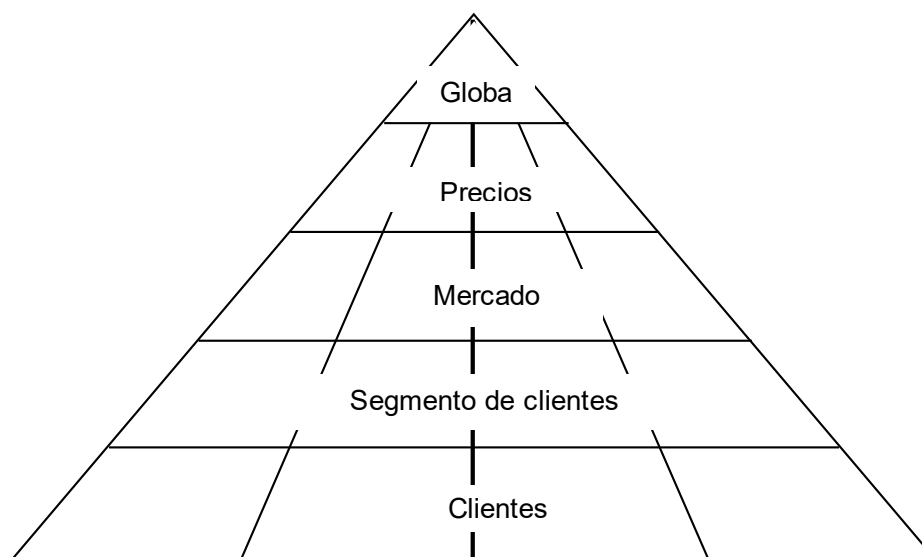 Globa
Precios
Mercado
Segmento de clientes
Clientes